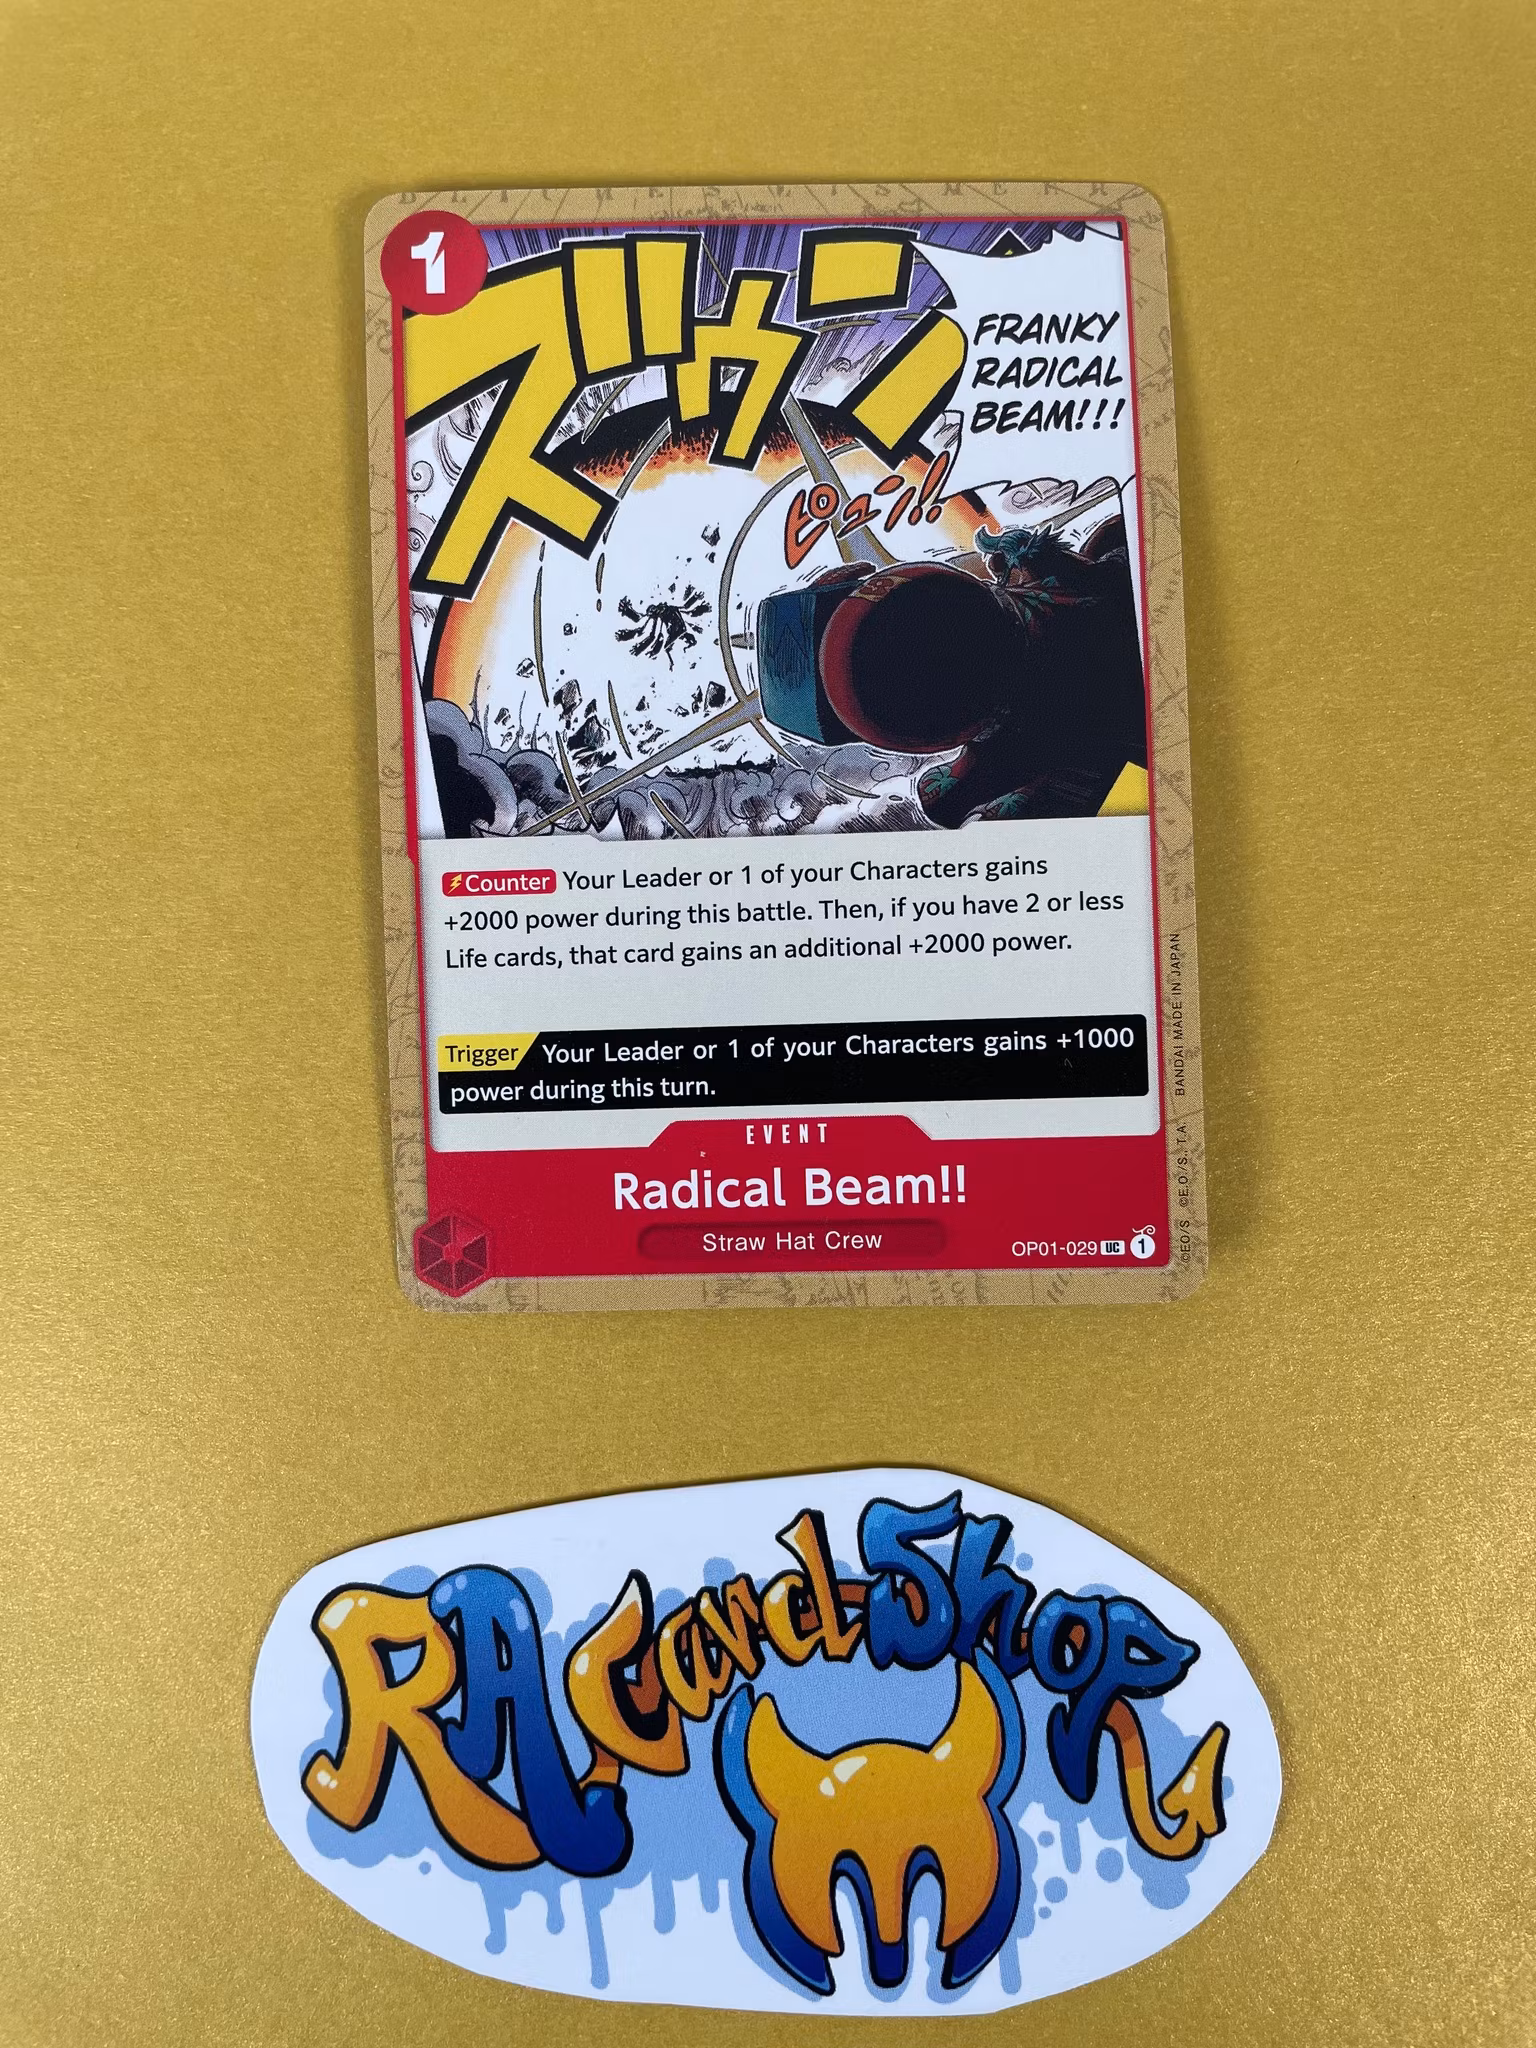 1
ズゥン
FRANKY
RADICAL
BEAM!!!
ピュン!!
Counter Your Leader or 1 of your Characters gains
+2000 power during this battle. Then, if you have 2 or less
Life cards, that card gains an additional +2000 power.
Trigger Your Leader or 1 of your Characters gains +1000
power during this turn.
EVENT
Radical Beam!!
Straw Hat Crew
OP01-029 UC 1
©E.O/S. ©E.O./S., T.A. BANDAI MADE IN JAPAN
RA CardShop